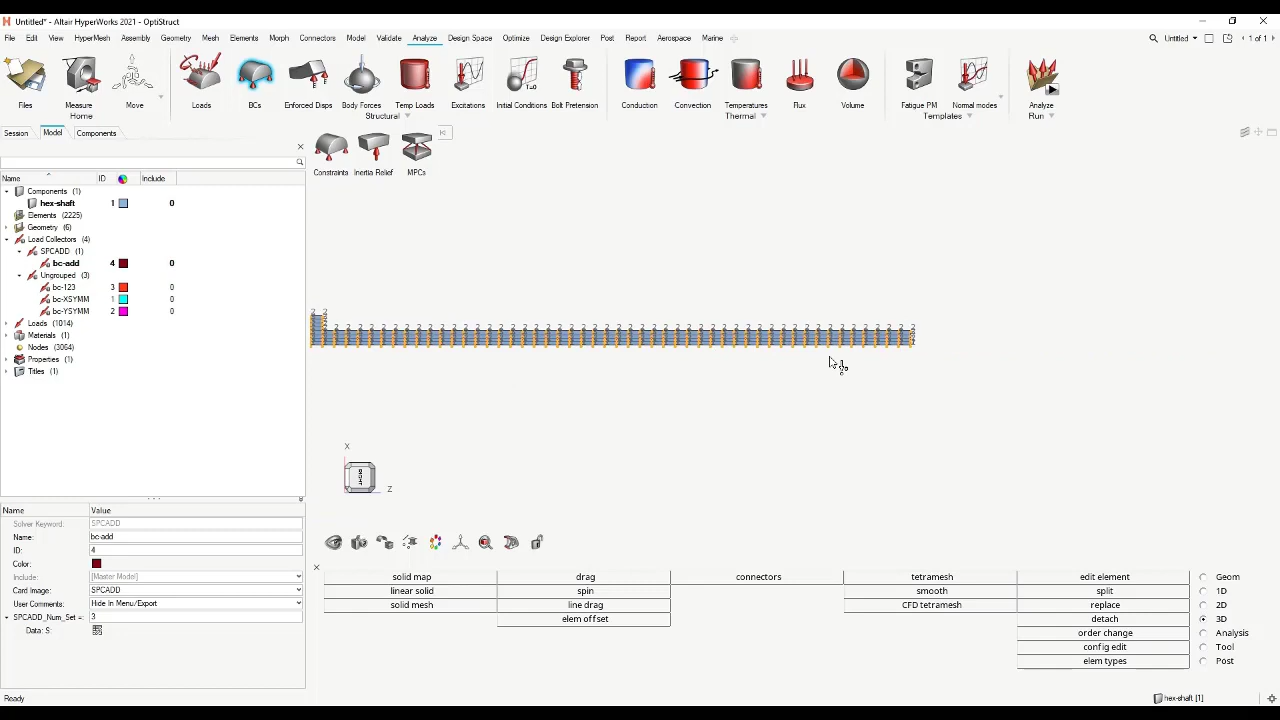 Untitled* - Altair HyperWorks 2021 - OptiStruct
File Edit View HyperMesh Assembly Geometry Mesh Elements Morph Connectors Model Validate Analyze Design Space Optimize Design Explorer Post Report Aerospace Marine Untitled 1 of 1
Files Measure Move Loads BCs Enforced Disps Body Forces Temp Loads Excitations Initial Conditions Bolt Pretension Conduction Convection Temperatures Flux Volume Fatigue PM Normal modes Analyze
Home Structural Thermal Templates Run
Session Model Components
Constraints Inertia Relief MPCs
Name ID Include
Components (1)
hex-shaft 1 0
Elements (2225)
Geometry (6)
Load Collectors (4)
SPCADD (1)
bc-add 4 0
Ungrouped (3)
bc-123 3 0
bc-XSYMM 1 0
bc-YSYMM 2 0
Loads (1014)
Materials (1)
Nodes (3064)
Properties (1)
Titles (1)
X
Z
RIGHT
Name Value
Solver Keyword: SPCADD
Name: bc-add
ID: 4
Color:
Include: [Master Model]
Card Image: SPCADD
User Comments: Hide In Menu/Export
SPCADD_Num_Set = 3
Data: S:
solid map drag connectors tetramesh edit element Geom
linear solid spin smooth split 1D
solid mesh line drag CFD tetramesh replace 2D
elem offset detach 3D
order change Analysis
config edit Tool
elem types Post
Ready hex-shaft [1]